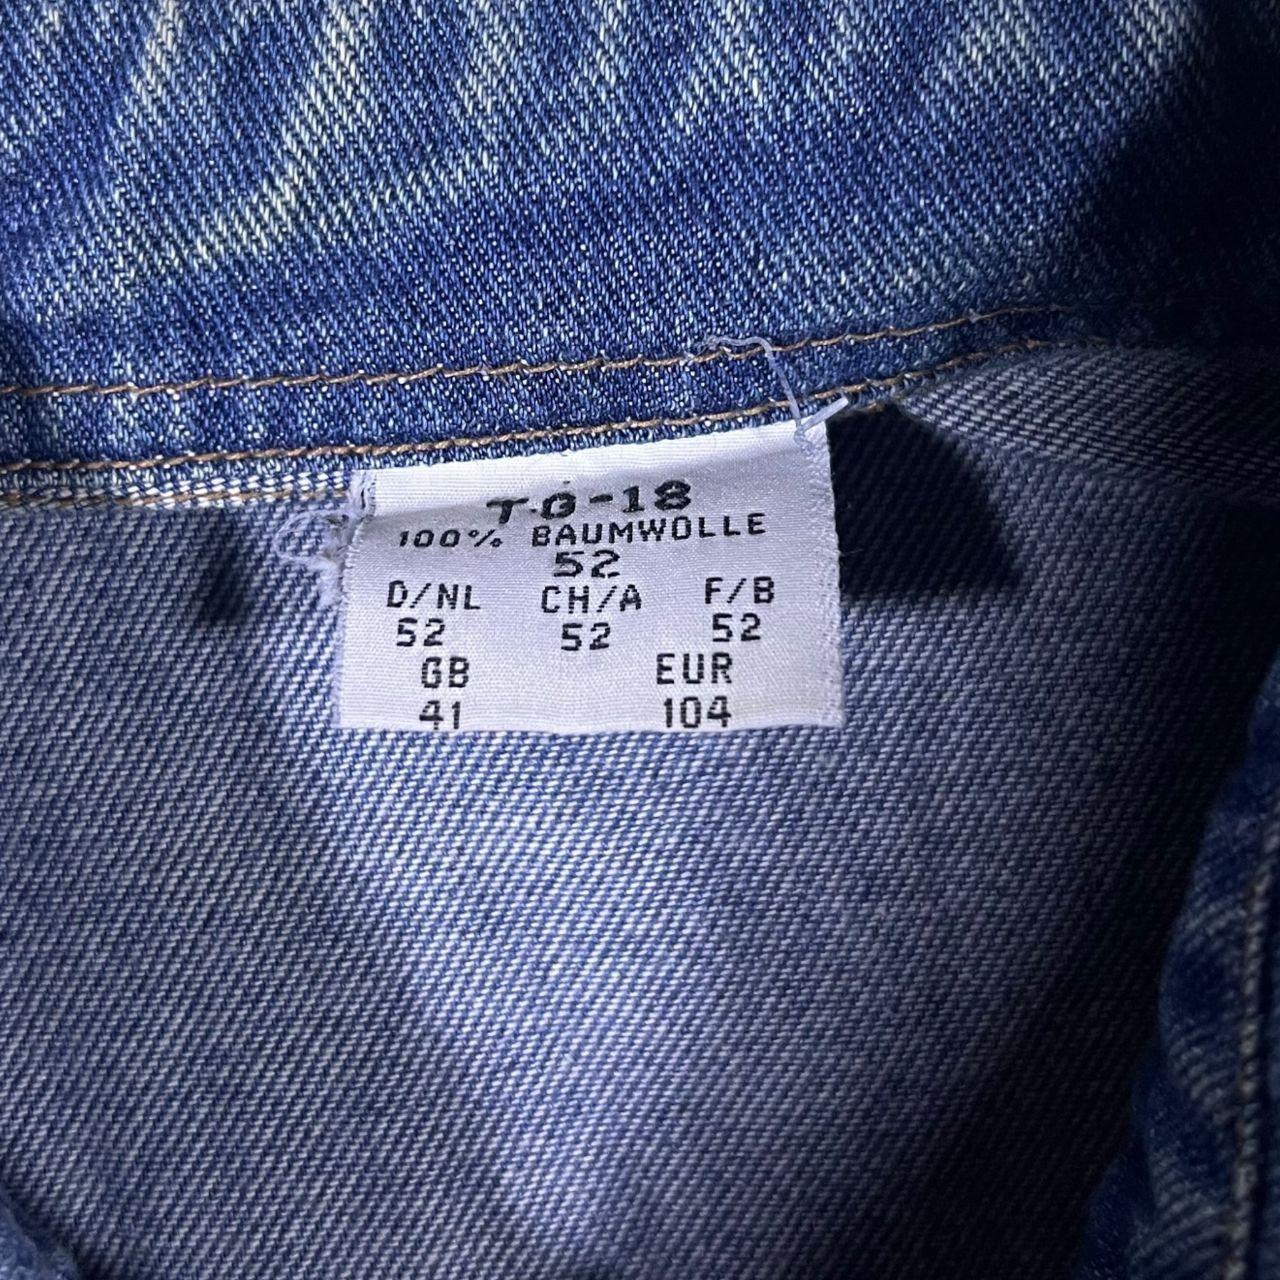 T.G-18
100% BAUMWOLLE
52
D/NL CH/A F/B
52 52 52
GB EUR
41 104